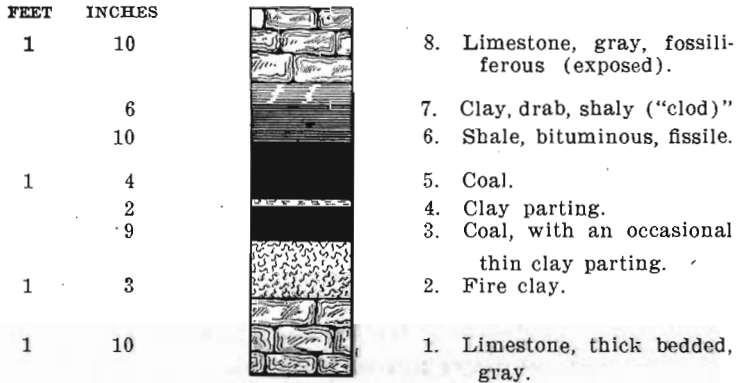 FEET INCHES
1 10 8. Limestone, gray, fossili-
ferous (exposed).
6 7. Clay, drab, shaly ("clod)"
10 6. Shale, bituminous, fissile.
1 4 5. Coal.
2 4. Clay parting.
9 3. Coal, with an occasional
thin clay parting.
1 3 2. Fire clay.
1 10 1. Limestone, thick bedded,
gray.